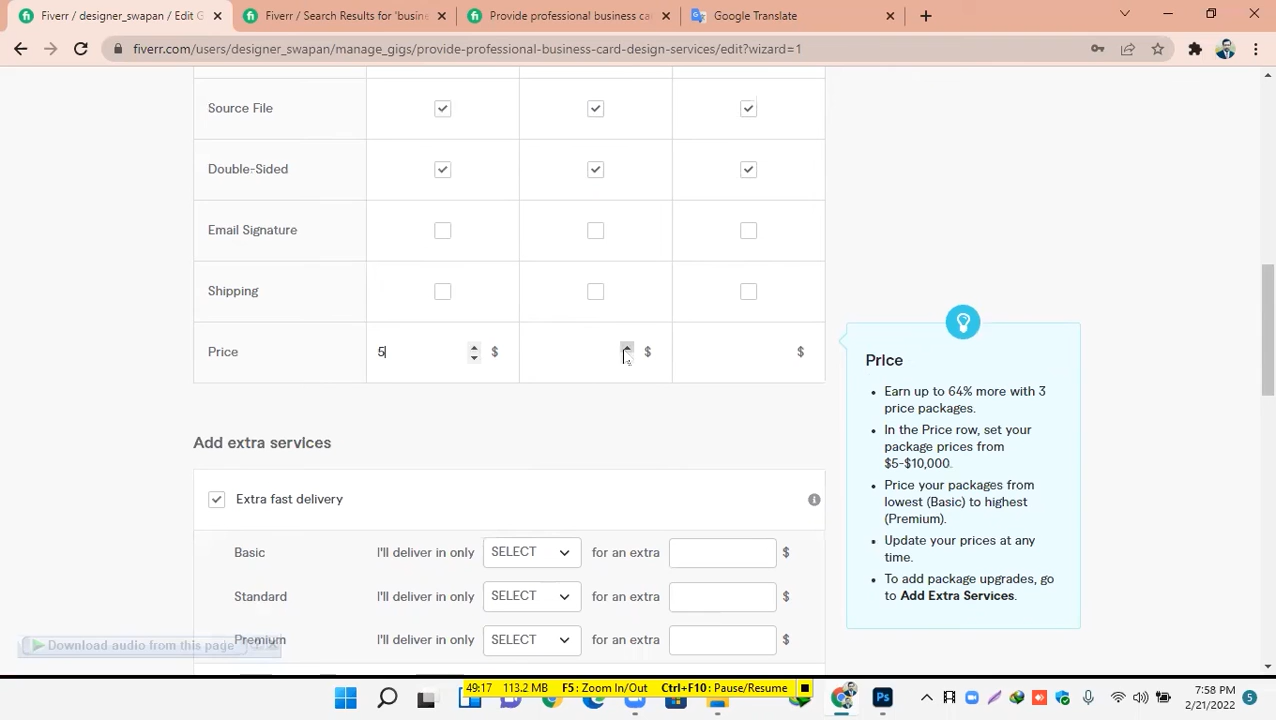 Fiverr / designer_swapan / Edit G
Fiverr / Search Results for 'busine
Provide professional business ca
Google Translate
fiverr.com/users/designer_swapan/manage_gigs/provide-professional-business-card-design-services/edit?wizard=1
Source File
Double-Sided
Email Signature
Shipping
Price
5
$
$
$
Price
• Earn up to 64% more with 3
price packages.
• In the Price row, set your
package prices from
$5-$10,000.
• Price your packages from
lowest (Basic) to highest
(Premium).
• Update your prices at any
time.
• To add package upgrades, go
to Add Extra Services.
Add extra services
Extra fast delivery
Basic I'll deliver in only SELECT for an extra $
Standard I'll deliver in only SELECT for an extra $
Premium I'll deliver in only SELECT for an extra $
Download audio from this page
49:17 113.2 MB F5: Zoom In/Out Ctrl+F10: Pause/Resume
Ps
7:58 PM
2/21/2022
5